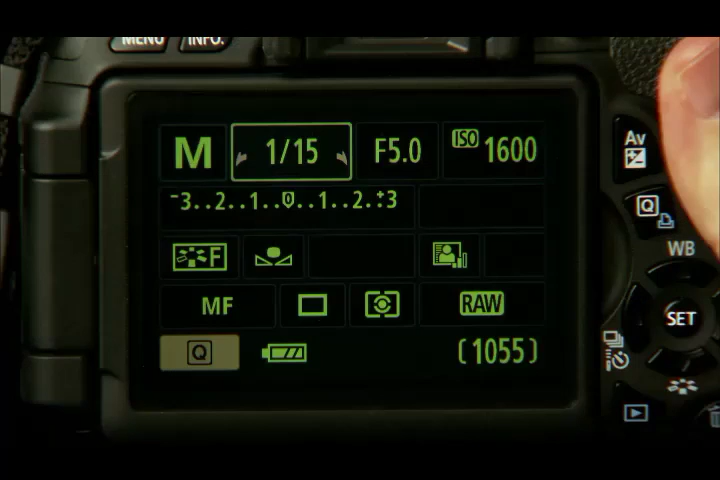 MENU INFO.
M 1/15 F5.0 ISO 1600
-3..2..1..0..1..2.:+3
F
MF RAW
Q (1055)
Av
Q
WB
SET